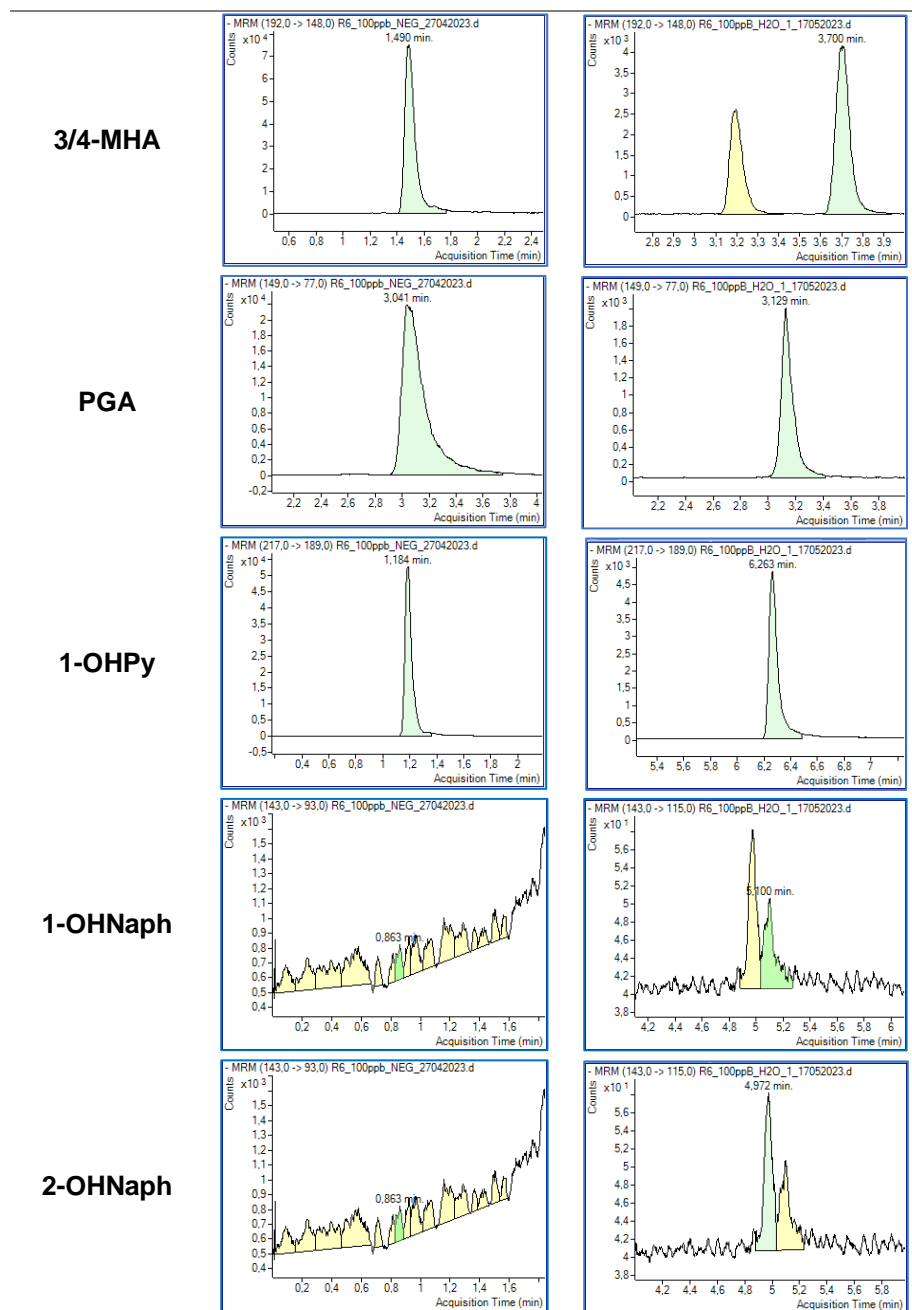 3/4-MHA
- MRM (192,0 -> 148,0) R6_100ppb_NEG_27042023.d
Counts
x10 4
1,490 min.
7
6
5
4
3
2
1
0
0,6 0,8 1 1,2 1,4 1,6 1,8 2 2,2 2,4
Acquisition Time (min)
- MRM (192,0 -> 148,0) R6_100ppB_H2O_1_17052023.d
Counts
x10 3
3,700 min.
4
3,5
3
2,5
2
1,5
1
0,5
0
2,8 2,9 3 3,1 3,2 3,3 3,4 3,5 3,6 3,7 3,8 3,9
Acquisition Time (min)
PGA
- MRM (149,0 -> 77,0) R6_100ppb_NEG_27042023.d
Counts
x10 4
3,041 min.
2
1,8
1,6
1,4
1,2
1
0,8
0,6
0,4
0,2
0
-0,2
2,2 2,4 2,6 2,8 3 3,2 3,4 3,6 3,8 4
Acquisition Time (min)
- MRM (149,0 -> 77,0) R6_100ppB_H2O_1_17052023.d
Counts
x10 3
3,129 min.
1,8
1,6
1,4
1,2
1
0,8
0,6
0,4
0,2
0
2,2 2,4 2,6 2,8 3 3,2 3,4 3,6 3,8
Acquisition Time (min)
1-OHPy
- MRM (217,0 -> 189,0) R6_100ppb_NEG_27042023.d
Counts
x10 4
1,184 min.
5
4,5
4
3,5
3
2,5
2
1,5
1
0,5
0
-0,5
0,4 0,6 0,8 1 1,2 1,4 1,6 1,8 2
Acquisition Time (min)
- MRM (217,0 -> 189,0) R6_100ppB_H2O_1_17052023.d
Counts
x10 3
6,263 min.
5
4,5
4
3,5
3
2,5
2
1,5
1
0,5
0
5,4 5,6 5,8 6 6,2 6,4 6,6 6,8 7
Acquisition Time (min)
1-OHNaph
- MRM (143,0 -> 93,0) R6_100ppb_NEG_27042023.d
Counts
x10 3
1,5
1,4
1,3
1,2
1,1
1
0,9
0,8
0,7
0,6
0,5
0,4
0,863 min.
0,2 0,4 0,6 0,8 1 1,2 1,4 1,6
Acquisition Time (min)
- MRM (143,0 -> 115,0) R6_100ppB_H2O_1_17052023.d
Counts
x10 1
5,6
5,4
5,2
5
4,8
4,6
4,4
4,2
4
3,8
5,100 min.
4,2 4,4 4,6 4,8 5 5,2 5,4 5,6 5,8 6
Acquisition Time (min)
2-OHNaph
- MRM (143,0 -> 93,0) R6_100ppb_NEG_27042023.d
Counts
x10 3
1,5
1,4
1,3
1,2
1,1
1
0,9
0,8
0,7
0,6
0,5
0,4
0,863 min.
0,2 0,4 0,6 0,8 1 1,2 1,4 1,6
Acquisition Time (min)
- MRM (143,0 -> 115,0) R6_100ppB_H2O_1_17052023.d
Counts
x10 1
4,972 min.
5,6
5,4
5,2
5
4,8
4,6
4,4
4,2
4
3,8
4,2 4,4 4,6 4,8 5 5,2 5,4 5,6 5,8
Acquisition Time (min)